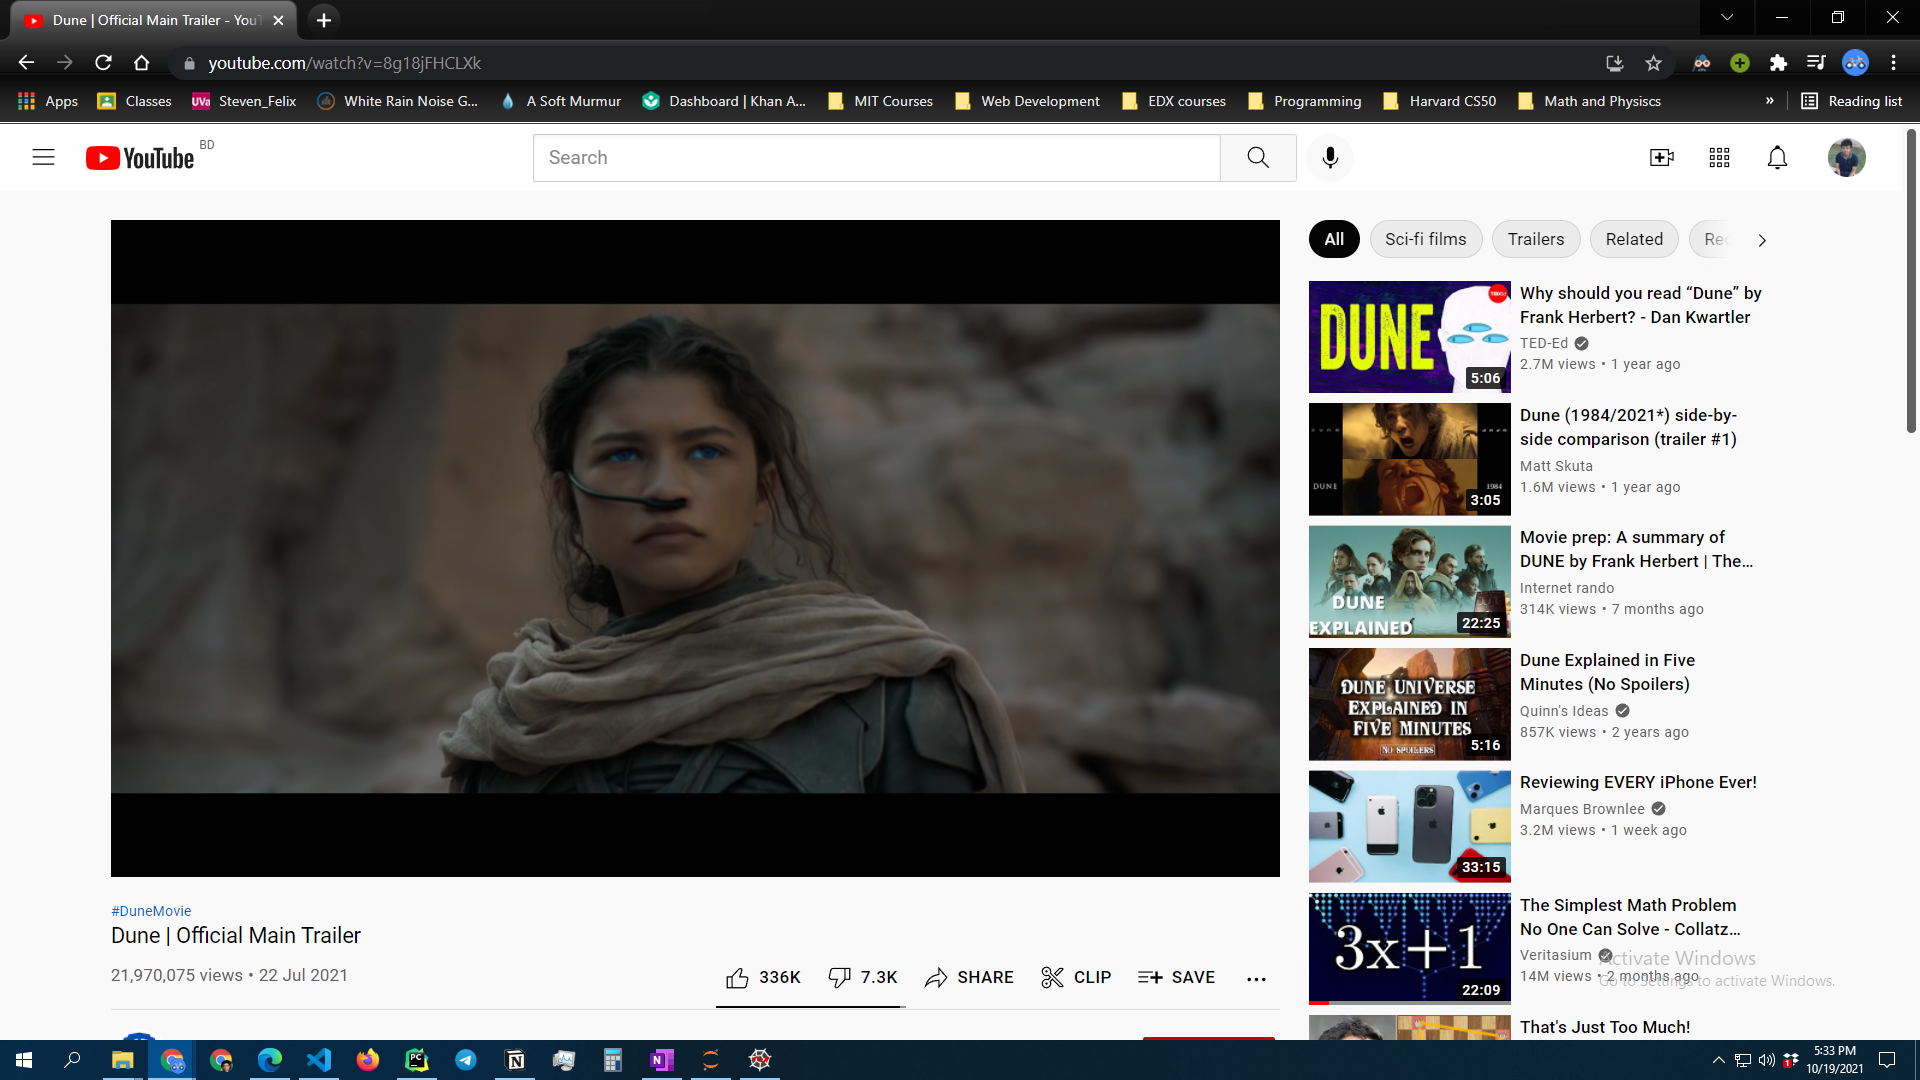 Dune | Official Main Trailer - YouT
youtube.com/watch?v=8g18jFHCLXk
Apps
Classes
UVa
Steven_Felix
White Rain Noise G...
A Soft Murmur
Dashboard | Khan A...
MIT Courses
Web Development
EDX courses
Programming
Harvard CS50
Math and Physiscs
»
Reading list
YouTube BD
Search
All
Sci-fi films
Trailers
Related
Rec
DUNE
5:06
Why should you read “Dune” by
Frank Herbert? - Dan Kwartler
TED-Ed
2.7M views • 1 year ago
DUNE
1984
3:05
Dune (1984/2021*) side-by-
side comparison (trailer #1)
Matt Skuta
1.6M views • 1 year ago
DUNE
EXPLAINED
22:25
Movie prep: A summary of
DUNE by Frank Herbert | The...
Internet rando
314K views • 7 months ago
DUNE UNIVERSE
EXPLAINED IN
FIVE MINUTES
NO SPOILERS
5:16
Dune Explained in Five
Minutes (No Spoilers)
Quinn's Ideas
857K views • 2 years ago
33:15
Reviewing EVERY iPhone Ever!
Marques Brownlee
3.2M views • 1 week ago
3x+1
22:09
The Simplest Math Problem
No One Can Solve - Collatz...
Veritasium
14M views • 2 months ago
That's Just Too Much!
#DuneMovie
Dune | Official Main Trailer
21,970,075 views • 22 Jul 2021
336K
7.3K
SHARE
CLIP
SAVE
Activate Windows
Go to Settings to activate Windows.
PC
N
N
1
5:33 PM
10/19/2021